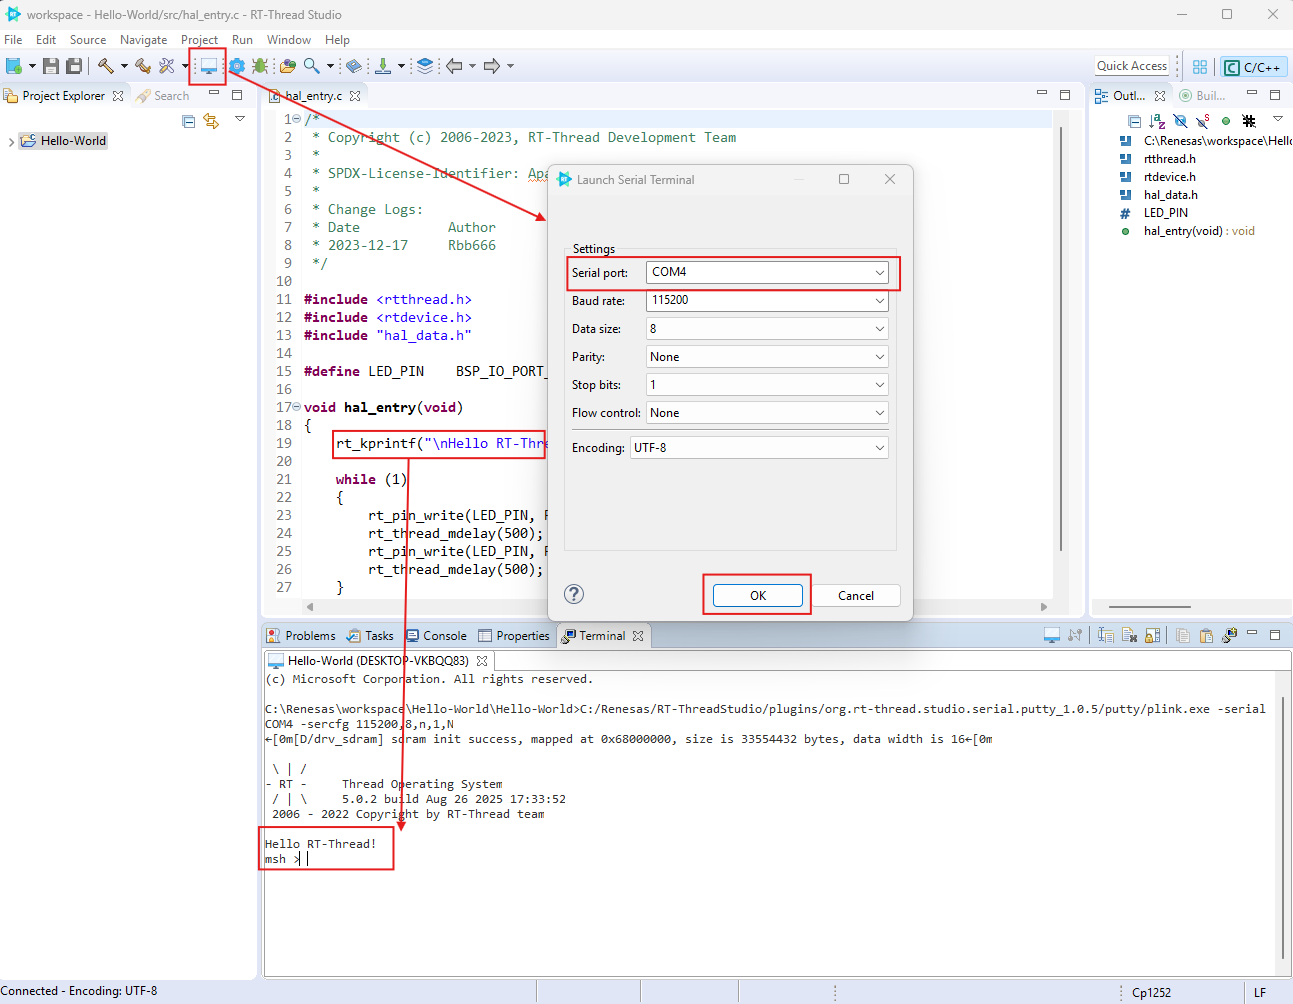 workspace - Hello-World/src/hal_entry.c - RT-Thread Studio
File Edit Source Navigate Project Run Window Help
Quick Access
C/C++
Project Explorer
Search
hal_entry.c
Outl...
Buil...
Hello-World
1 /*
2 * Copyright (c) 2006-2023, RT-Thread Development Team
3 *
4 * SPDX-License-Identifier: Apa
5 *
6 * Change Logs:
7 * Date Author
8 * 2023-12-17 Rbb666
9 */
10
11 #include <rtthread.h>
12 #include <rtdevice.h>
13 #include "hal_data.h"
14
15 #define LED_PIN BSP_IO_PORT_
16
17 void hal_entry(void)
18 {
19 rt_kprintf("\nHello RT-Thre
20
21 while (1)
22 {
23 rt_pin_write(LED_PIN,
24 rt_thread_mdelay(500);
25 rt_pin_write(LED_PIN,
26 rt_thread_mdelay(500);
27 }
C:\Renesas\workspace\Hello
rtthread.h
rtdevice.h
hal_data.h
LED_PIN
hal_entry(void) : void
Launch Serial Terminal
Settings
Serial port: COM4
Baud rate: 115200
Data size: 8
Parity: None
Stop bits: 1
Flow control: None
Encoding: UTF-8
OK
Cancel
Problems
Tasks
Console
Properties
Terminal
Hello-World (DESKTOP-VKBQQ83)
(c) Microsoft Corporation. All rights reserved.
C:\Renesas\workspace\Hello-World\Hello-World>C:/Renesas/RT-ThreadStudio/plugins/org.rt-thread.studio.serial.putty_1.0.5/putty/plink.exe -serial
COM4 -sercfg 115200,8,n,1,N
←[0m[D/drv_sdram] sdram init success, mapped at 0x68000000, size is 33554432 bytes, data width is 16←[0m
\ | /
- RT - Thread Operating System
/ | \ 5.0.2 build Aug 26 2025 17:33:52
2006 - 2022 Copyright by RT-Thread team
Hello RT-Thread!
msh >
Connected - Encoding: UTF-8
Cp1252
LF